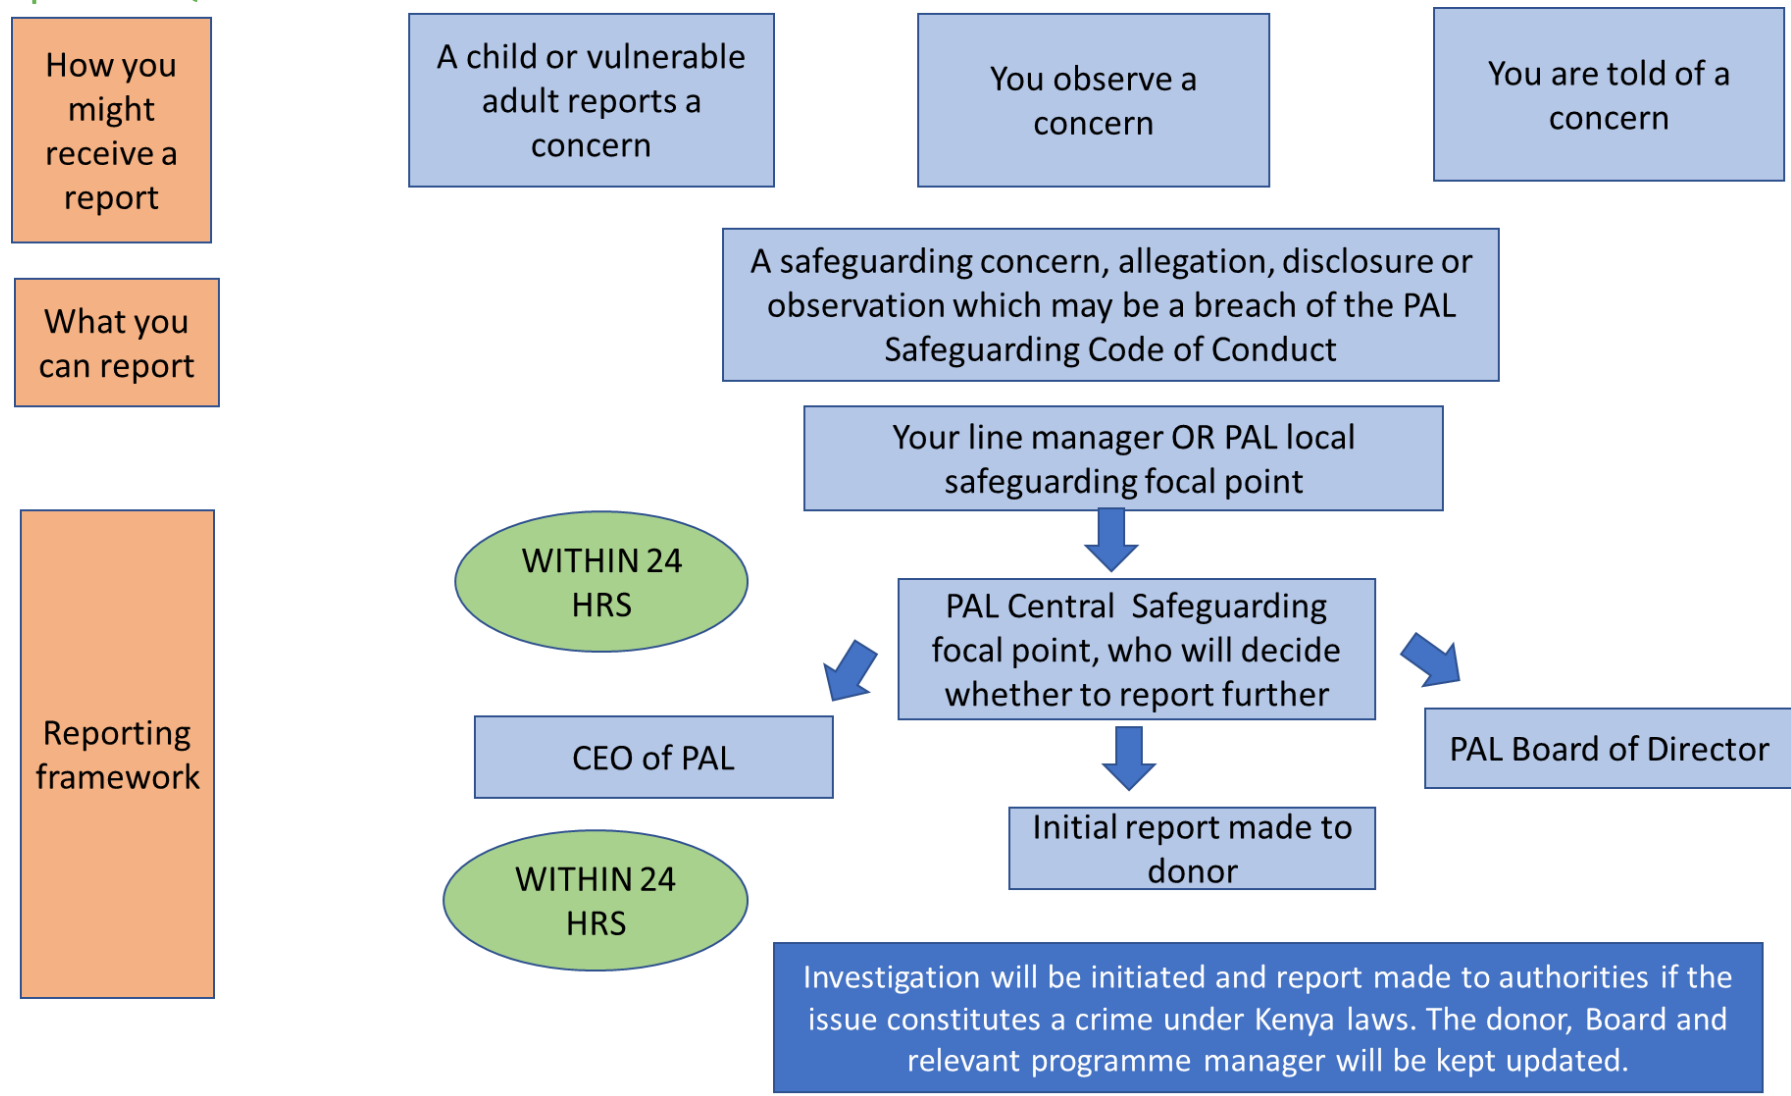 How you
might
receive a
report
A child or vulnerable
adult reports a
concern
You observe a
concern
You are told of a
concern
What you
can report
A safeguarding concern, allegation, disclosure or
observation which may be a breach of the PAL
Safeguarding Code of Conduct
Your line manager OR PAL local
safeguarding focal point
Reporting
framework
WITHIN 24
HRS
PAL Central Safeguarding
focal point, who will decide
whether to report further
CEO of PAL
PAL Board of Director
Initial report made to
donor
WITHIN 24
HRS
Investigation will be initiated and report made to authorities if the
issue constitutes a crime under Kenya laws. The donor, Board and
relevant programme manager will be kept updated.